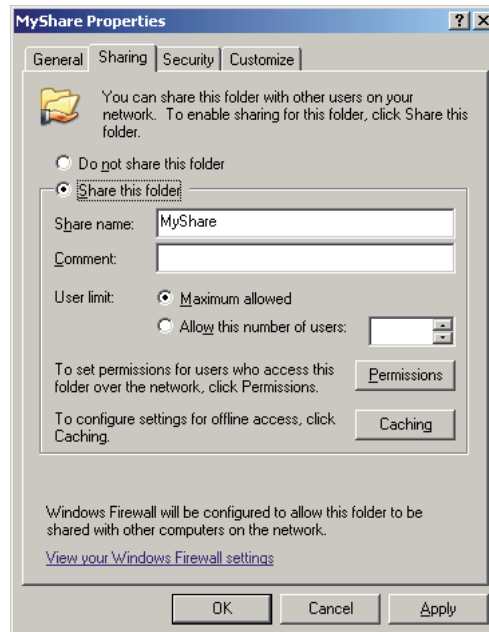 MyShare Properties
General Sharing Security Customize
You can share this folder with other users on your
network. To enable sharing for this folder, click Share this
folder.
Do not share this folder
Share this folder
Share name: MyShare
Comment:
User limit: Maximum allowed
Allow this number of users:
To set permissions for users who access this
folder over the network, click Permissions.
Permissions
To configure settings for offline access, click
Caching.
Caching
Windows Firewall will be configured to allow this folder to be
shared with other computers on the network.
View your Windows Firewall settings
OK Cancel Apply